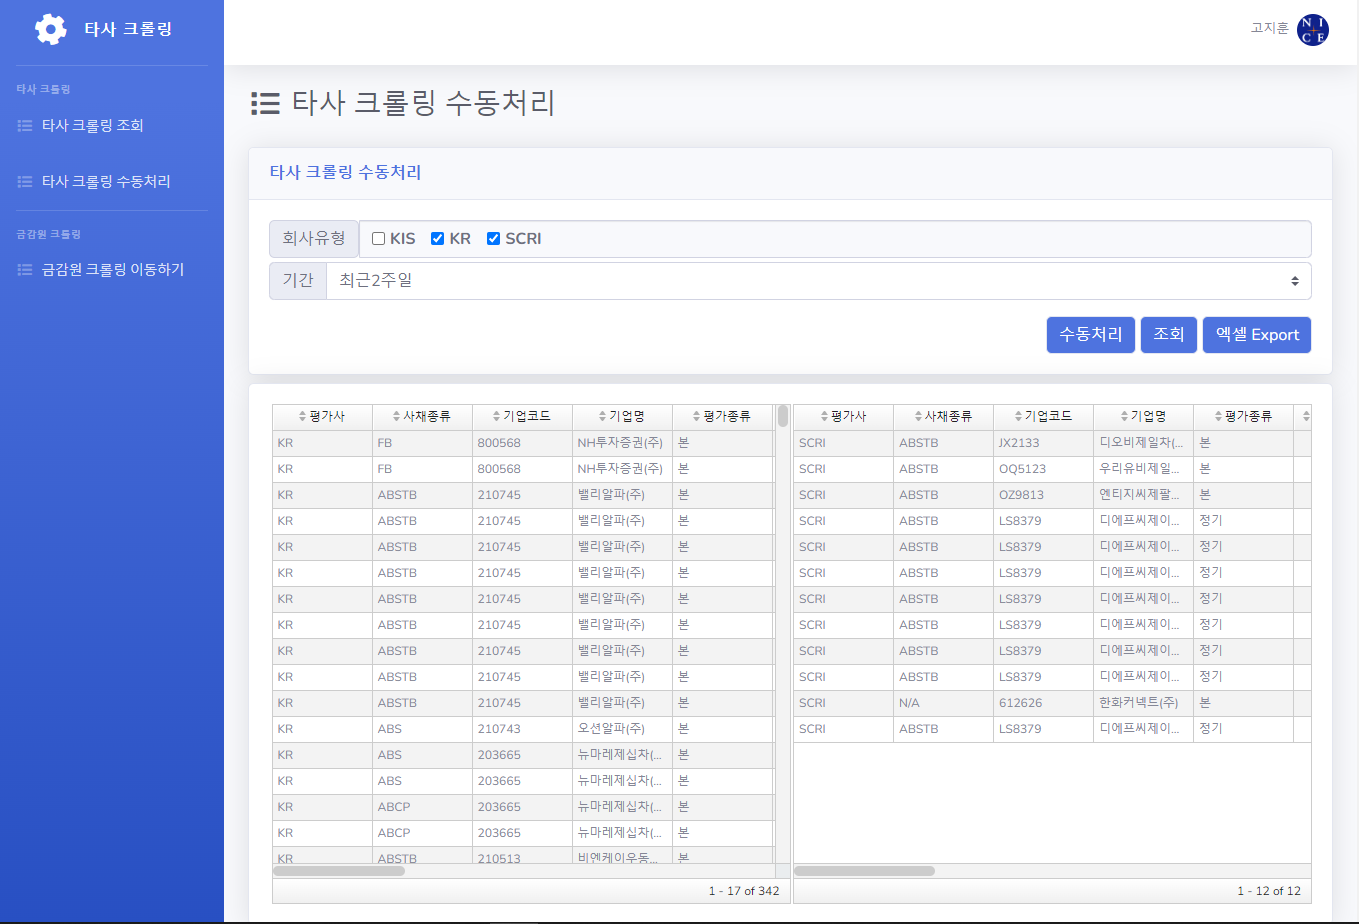 타사 크롤링
고지훈
N I
C E
타사 크롤링
타사 크롤링 조회
타사 크롤링 수동처리
금감원 크롤링
금감원 크롤링 이동하기
타사 크롤링 수동처리
타사 크롤링 수동처리
회사유형 KIS KR SCRI
기간 최근2주일
수동처리 조회 엑셀 Export
평가사 사채종류 기업코드 기업명 평가종류
KR FB 800568 NH투자증권(주) 본
KR FB 800568 NH투자증권(주) 본
KR ABSTB 210745 밸리알파(주) 본
KR ABSTB 210745 밸리알파(주) 본
KR ABSTB 210745 밸리알파(주) 본
KR ABSTB 210745 밸리알파(주) 본
KR ABSTB 210745 밸리알파(주) 본
KR ABSTB 210745 밸리알파(주) 본
KR ABSTB 210745 밸리알파(주) 본
KR ABSTB 210745 밸리알파(주) 본
KR ABSTB 210745 밸리알파(주) 본
KR ABS 210743 오션알파(주) 본
KR ABS 203665 뉴마레제십차(... 본
KR ABS 203665 뉴마레제십차(... 본
KR ABCP 203665 뉴마레제십차(... 본
KR ABCP 203665 뉴마레제십차(... 본
KR ABSTB 210513 비엔케이우동... 본
1 - 17 of 342
평가사 사채종류 기업코드 기업명 평가종류
SCRI ABSTB JX2133 디오비제일차(... 본
SCRI ABSTB OQ5123 우리유비제일... 본
SCRI ABSTB OZ9813 엔티지씨제팔... 본
SCRI ABSTB LS8379 디에프씨제이... 정기
SCRI ABSTB LS8379 디에프씨제이... 정기
SCRI ABSTB LS8379 디에프씨제이... 정기
SCRI ABSTB LS8379 디에프씨제이... 정기
SCRI ABSTB LS8379 디에프씨제이... 정기
SCRI ABSTB LS8379 디에프씨제이... 정기
SCRI ABSTB LS8379 디에프씨제이... 정기
SCRI N/A 612626 한화커넥트(주) 본
SCRI ABSTB LS8379 디에프씨제이... 정기
1 - 12 of 12